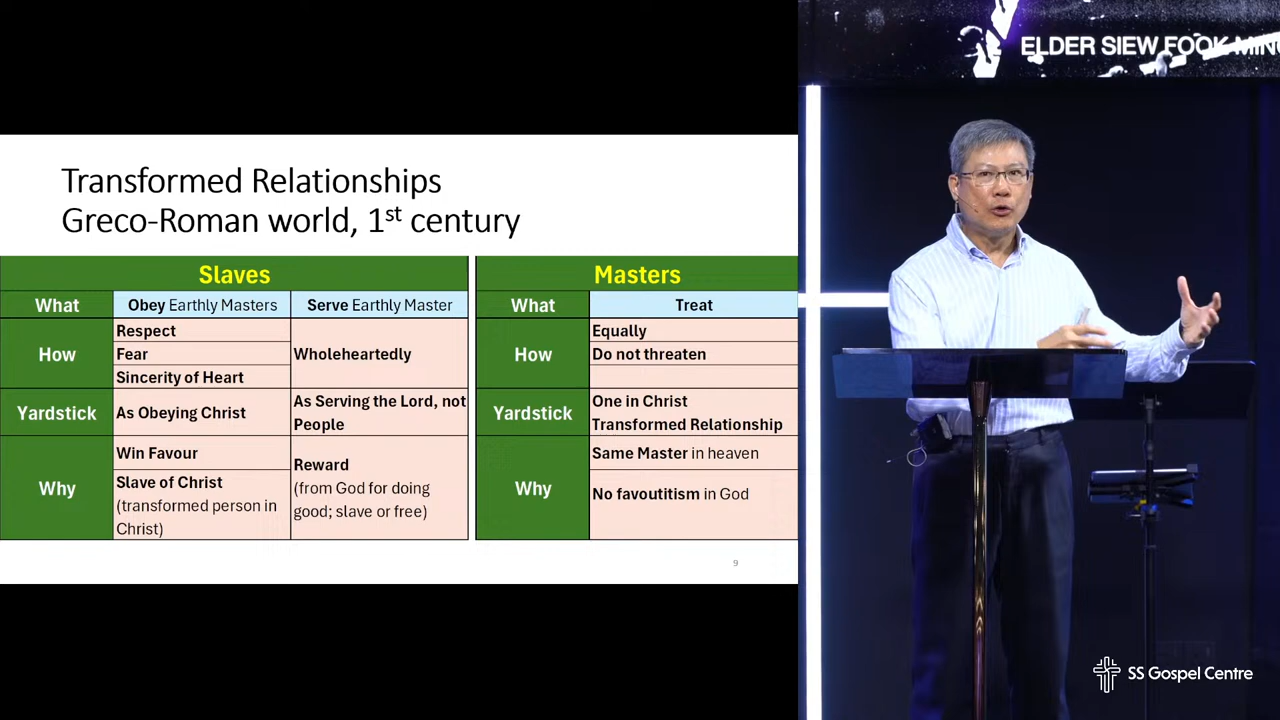 ELDER SIEW FOOK MING
Transformed Relationships
Greco-Roman world, 1st century
Slaves
What
Obey Earthly Masters
Serve Earthly Master
How
Respect
Fear
Sincerity of Heart
Wholeheartedly
Yardstick
As Obeying Christ
As Serving the Lord, not
People
Why
Win Favour
Slave of Christ
(transformed person in
Christ)
Reward
(from God for doing
good; slave or free)
Masters
What
Treat
How
Equally
Do not threaten
Yardstick
One in Christ
Transformed Relationship
Why
Same Master in heaven
No favoutitism in God
9
SS Gospel Centre